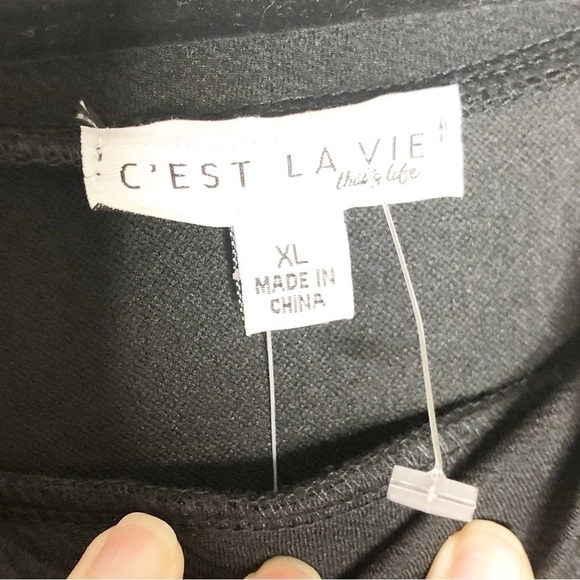 C'EST LA VIE
that's life
XL
MADE IN
CHINA